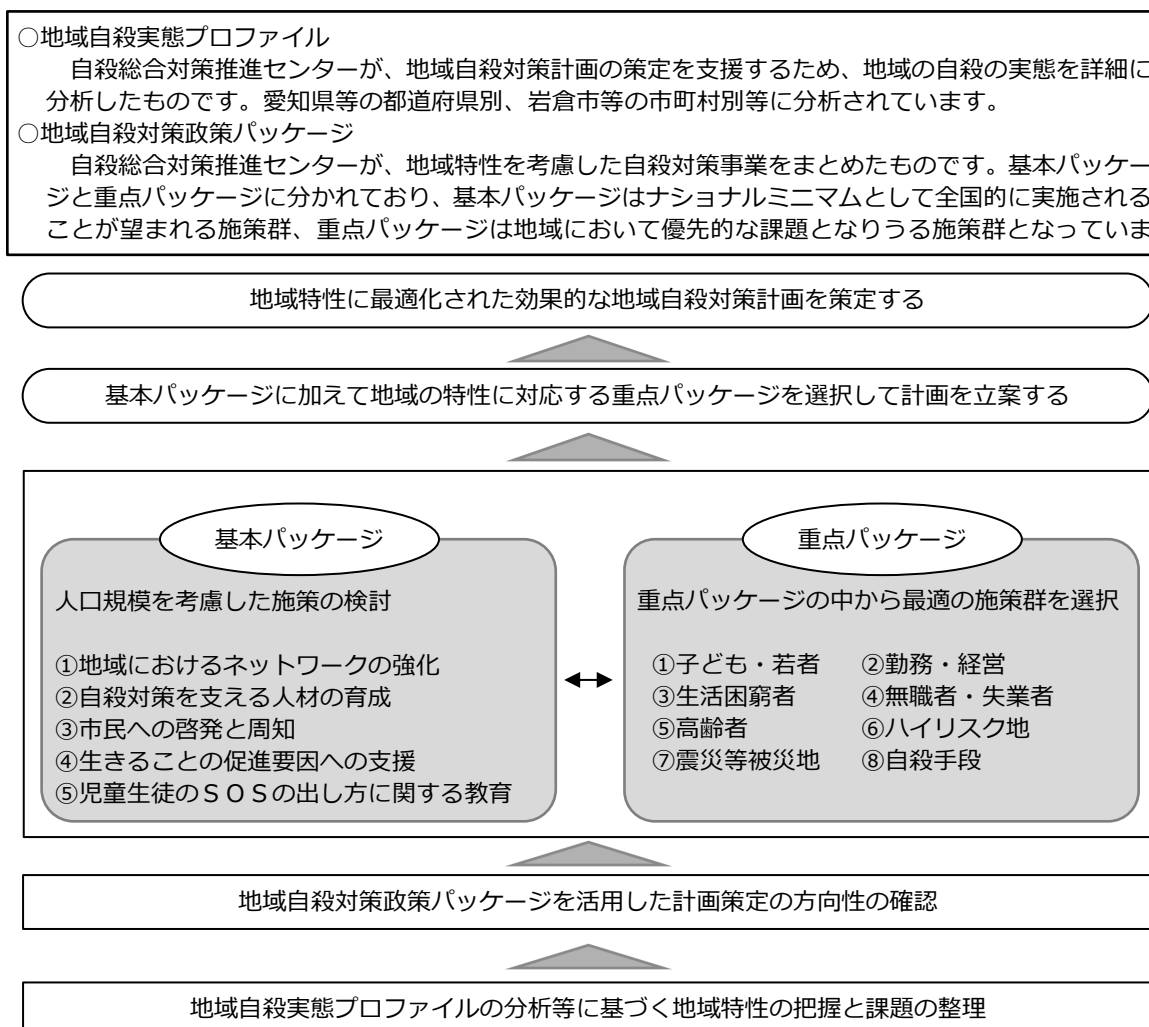 ○地域自殺実態プロファイル
自殺総合対策推進センターが、地域自殺対策計画の策定を支援するため、地域の自殺の実態を詳細に
分析したものです。愛知県等の都道府県別、岩倉市等の市町村別等に分析されています。
○地域自殺対策政策パッケージ
自殺総合対策推進センターが、地域特性を考慮した自殺対策事業をまとめたものです。基本パッケー
ジと重点パッケージに分かれており、基本パッケージはナショナルミニマムとして全国的に実施される
ことが望まれる施策群、重点パッケージは地域において優先的な課題となりうる施策群となっていま
地域特性に最適化された効果的な地域自殺対策計画を策定する
基本パッケージに加えて地域の特性に対応する重点パッケージを選択して計画を立案する
基本パッケージ
人口規模を考慮した施策の検討
①地域におけるネットワークの強化
②自殺対策を支える人材の育成
③市民への啓発と周知
④生きることの促進要因への支援
⑤児童生徒のSOSの出し方に関する教育
重点パッケージ
重点パッケージの中から最適の施策群を選択
①子ども・若者 ②勤務・経営
③生活困窮者 ④無職者・失業者
⑤高齢者 ⑥ハイリスク地
⑦震災等被災地 ⑧自殺手段
地域自殺対策政策パッケージを活用した計画策定の方向性の確認
地域自殺実態プロファイルの分析等に基づく地域特性の把握と課題の整理